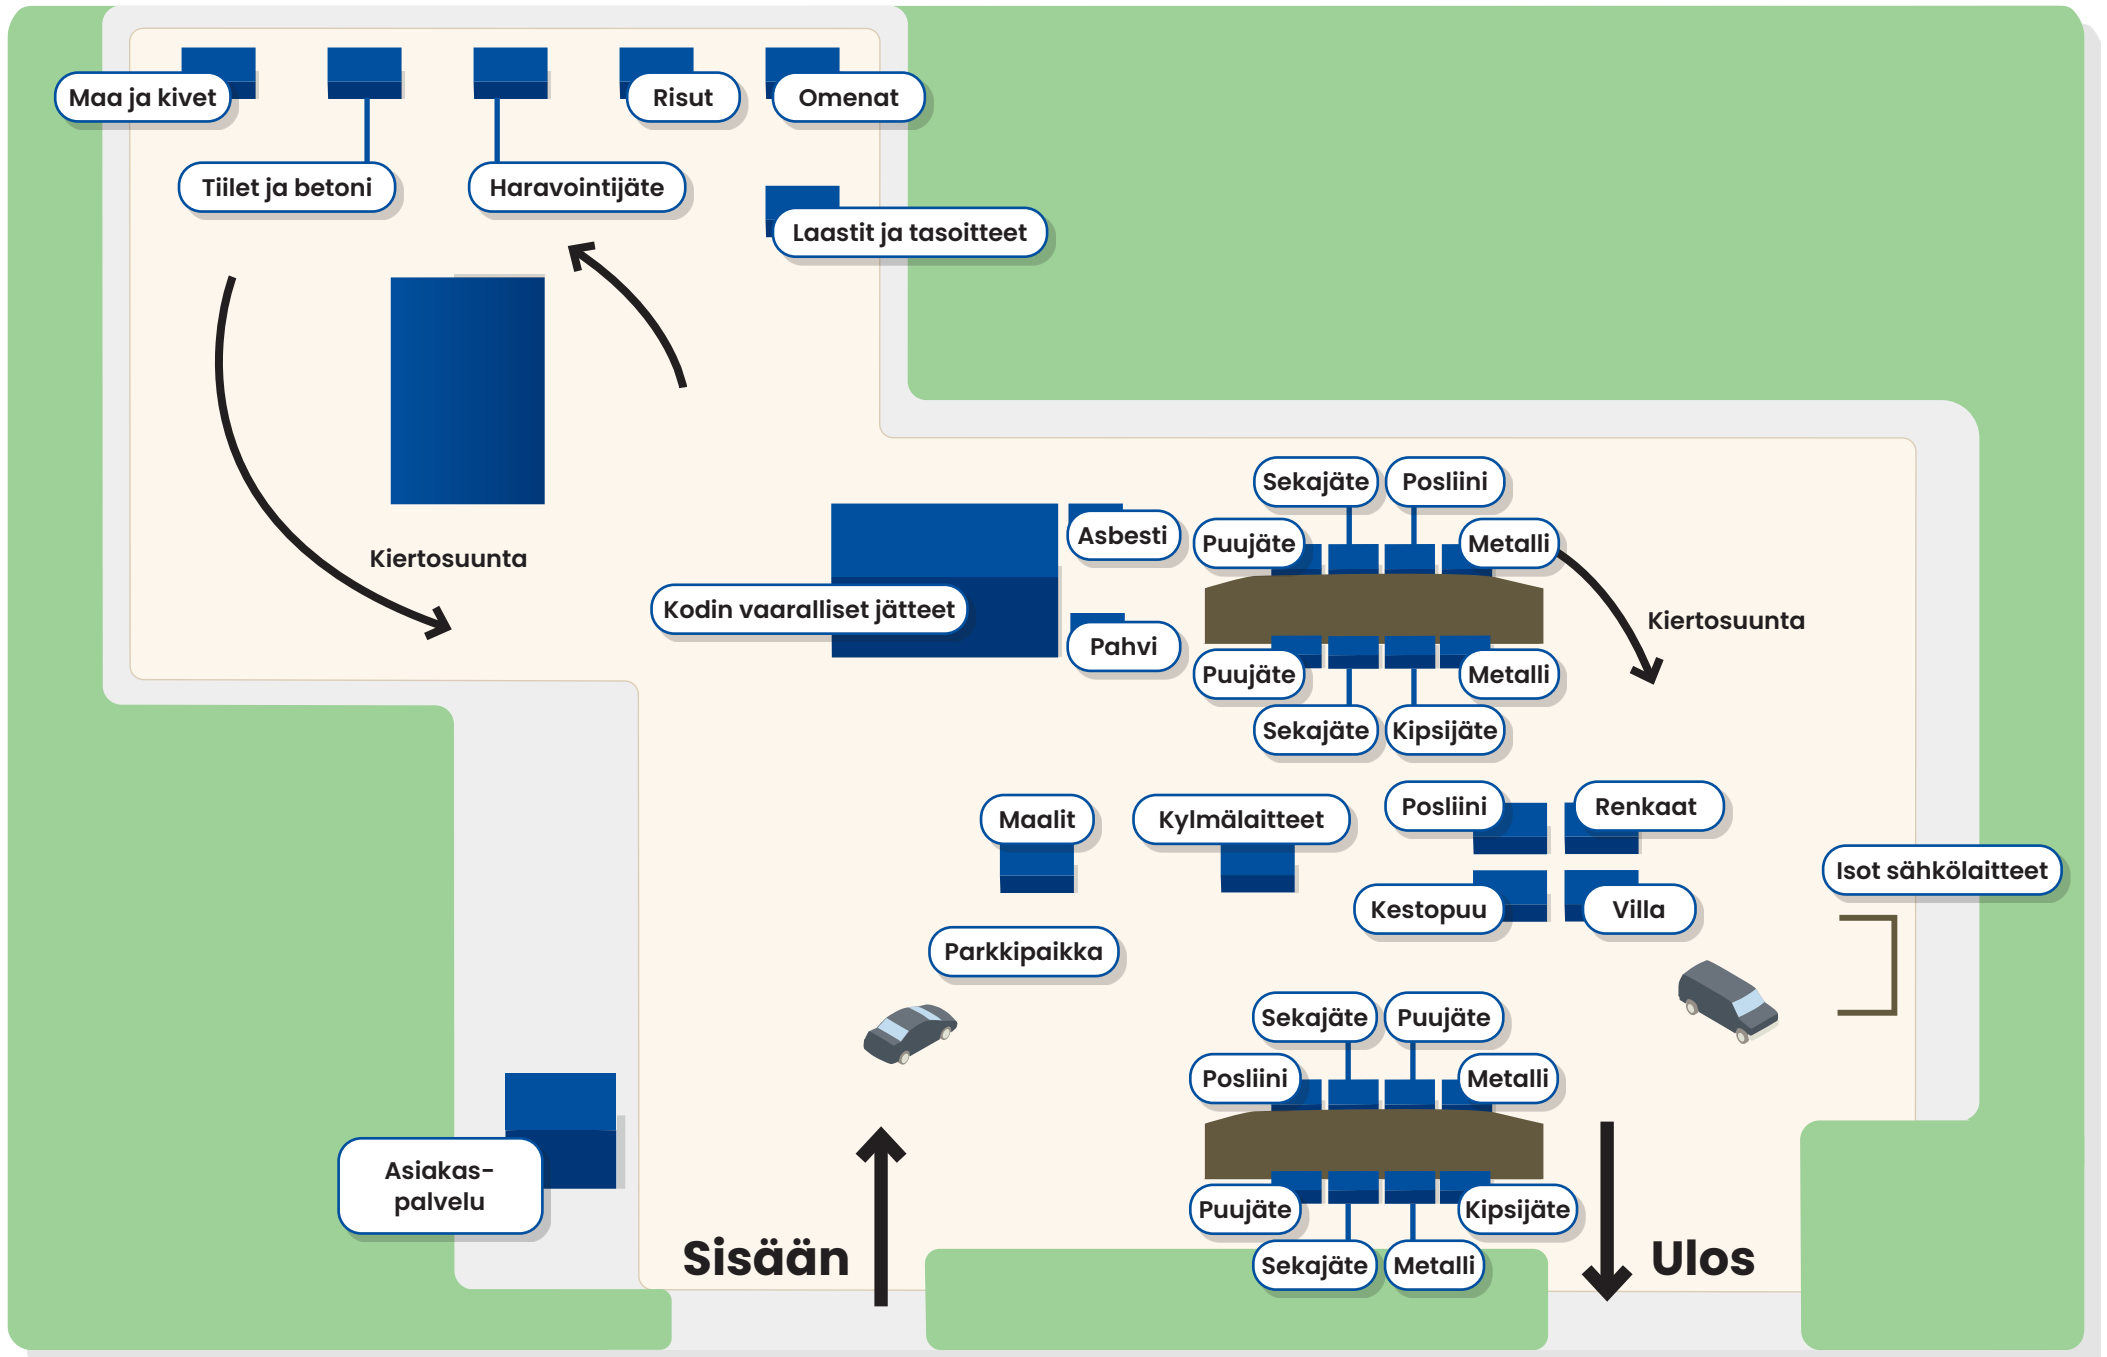 Maa ja kivet
Risut
Omenat
Tiilet ja betoni
Haravointijäte
Laastit ja tasoitteet
Kiertosuunta
Kodin vaaralliset jätteet
Asbesti
Pahvi
Sekajäte
Posliini
Puujäte
Metalli
Kiertosuunta
Puujäte
Metalli
Sekajäte
Kipsijäte
Maalit
Kylmälaitteet
Posliini
Renkaat
Kestopuu
Villa
Isot sähkölaitteet
Parkkipaikka
Sekajäte
Puujäte
Posliini
Metalli
Asiakas-
palvelu
Puujäte
Kipsijäte
Sekajäte
Metalli
Sisään
Ulos